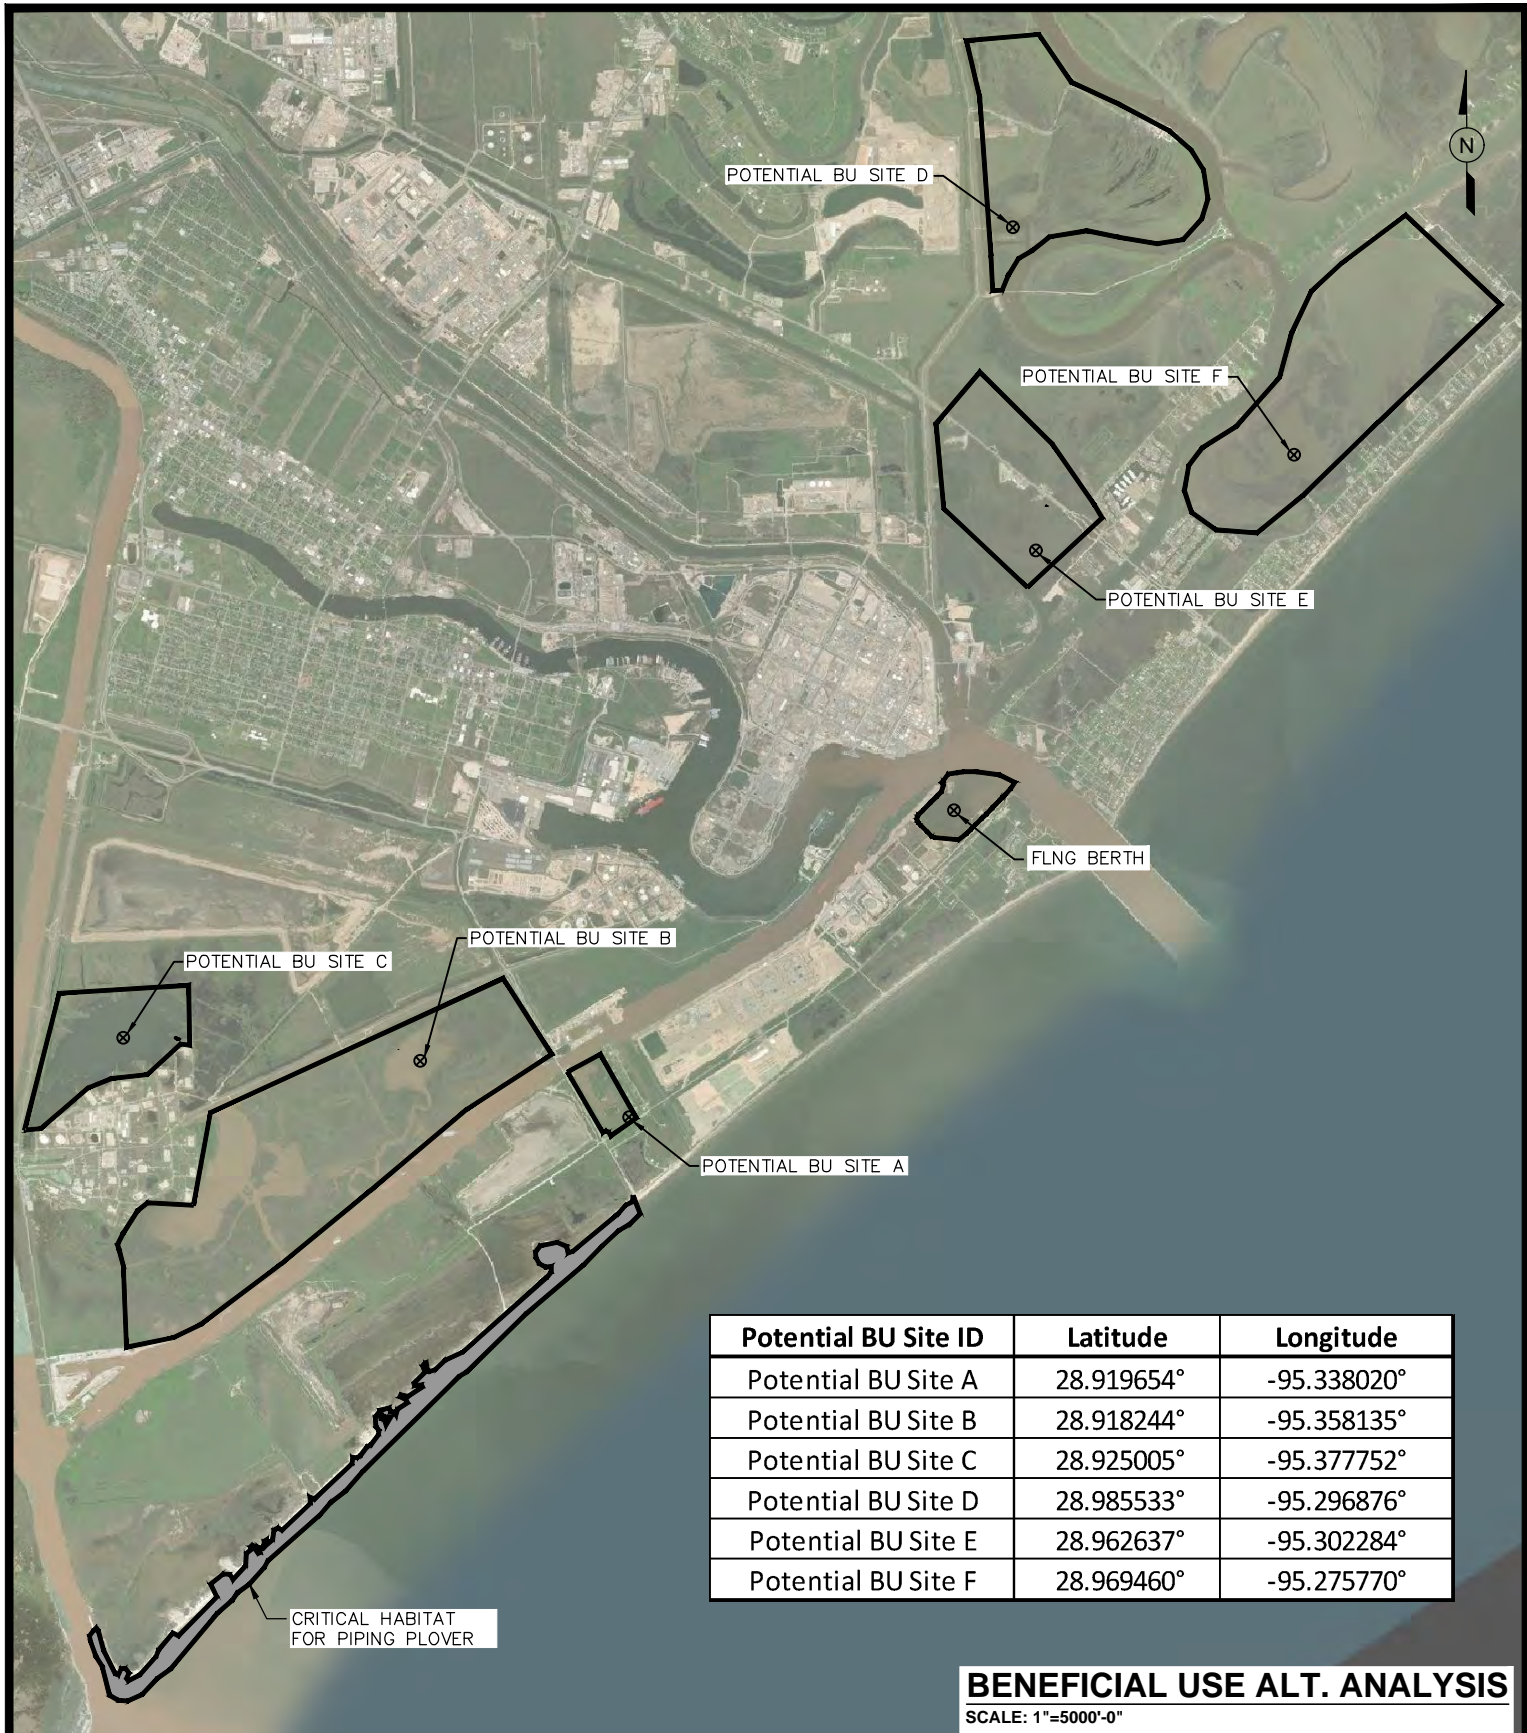 N
POTENTIAL BU SITE D
POTENTIAL BU SITE F
POTENTIAL BU SITE E
FLNG BERTH
POTENTIAL BU SITE B
POTENTIAL BU SITE C
POTENTIAL BU SITE A
Potential BU Site ID Latitude Longitude
Potential BU Site A 28.919654° -95.338020°
Potential BU Site B 28.918244° -95.358135°
Potential BU Site C 28.925005° -95.377752°
Potential BU Site D 28.985533° -95.296876°
Potential BU Site E 28.962637° -95.302284°
Potential BU Site F 28.969460° -95.275770°
CRITICAL HABITAT
FOR PIPING PLOVER
BENEFICIAL USE ALT. ANALYSIS
SCALE: 1"=5000'-0"